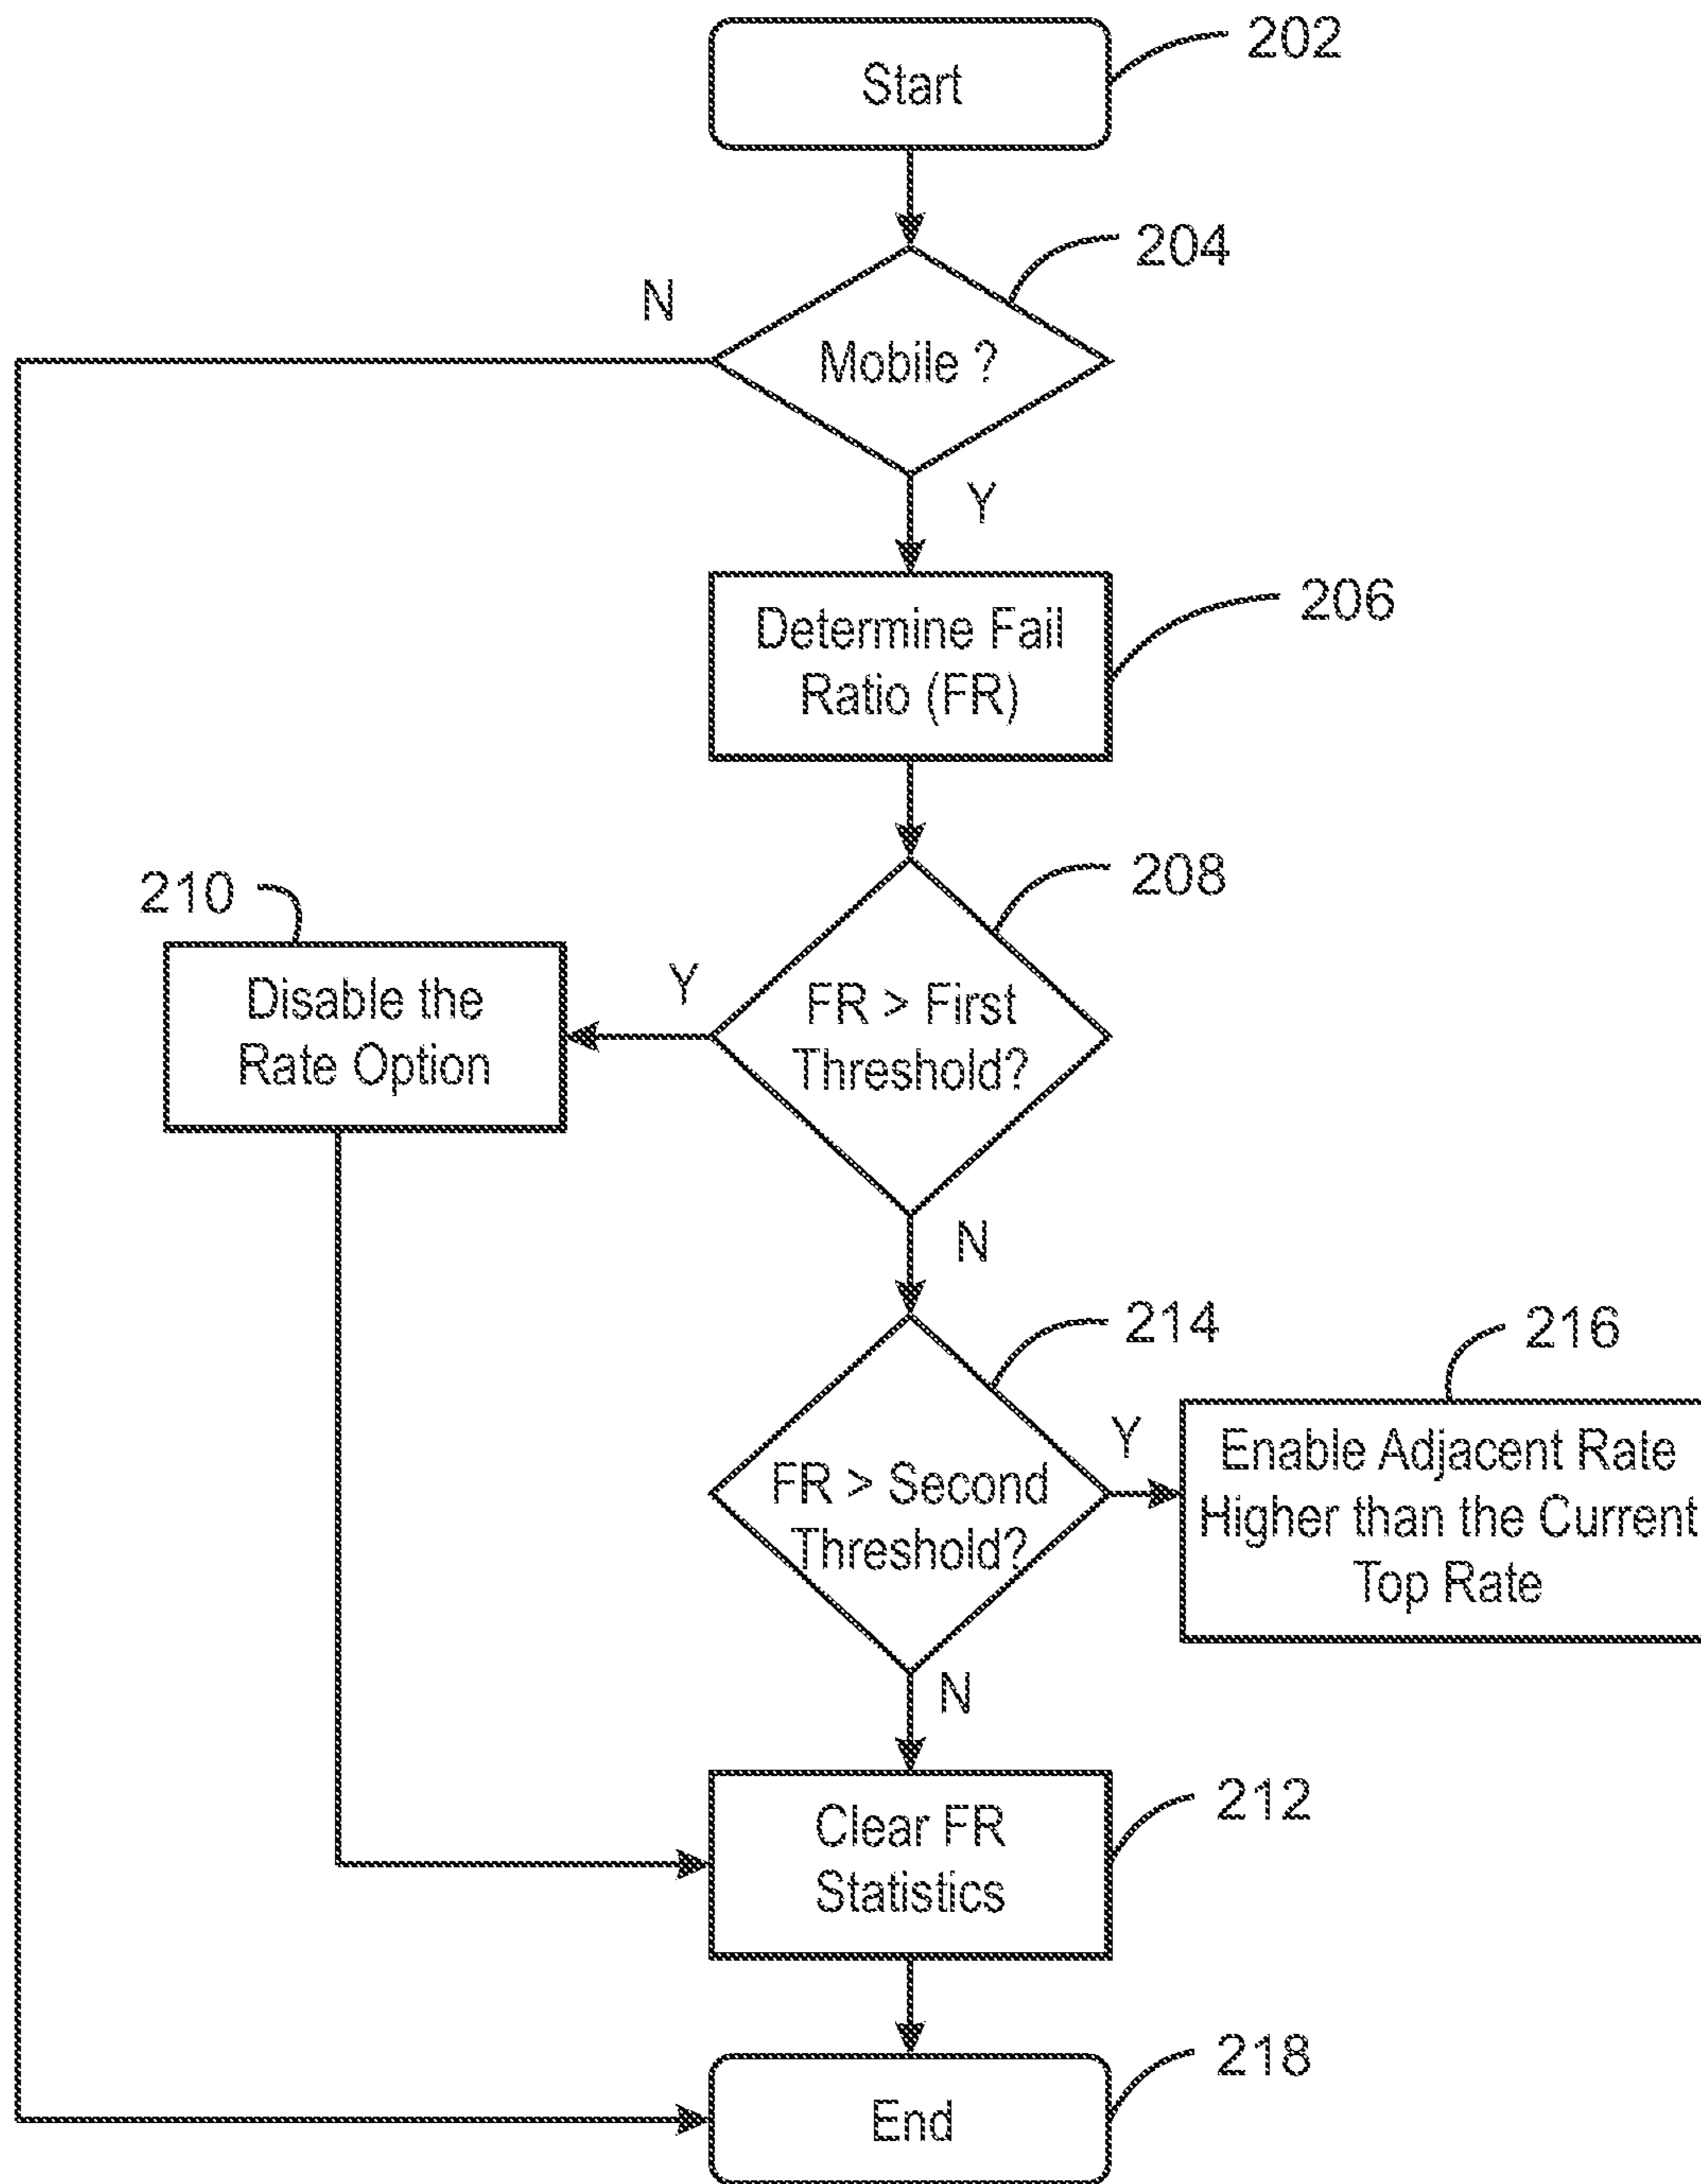 202
Start
204
N
Mobile ?
Y
206
Determine Fail
Ratio (FR)
208
210
Y
Disable the
Rate Option
FR > First
Threshold?
N
214
216
Y
Enable Adjacent Rate
Higher than the Current
Top Rate
FR > Second
Threshold?
N
212
Clear FR
Statistics
218
End